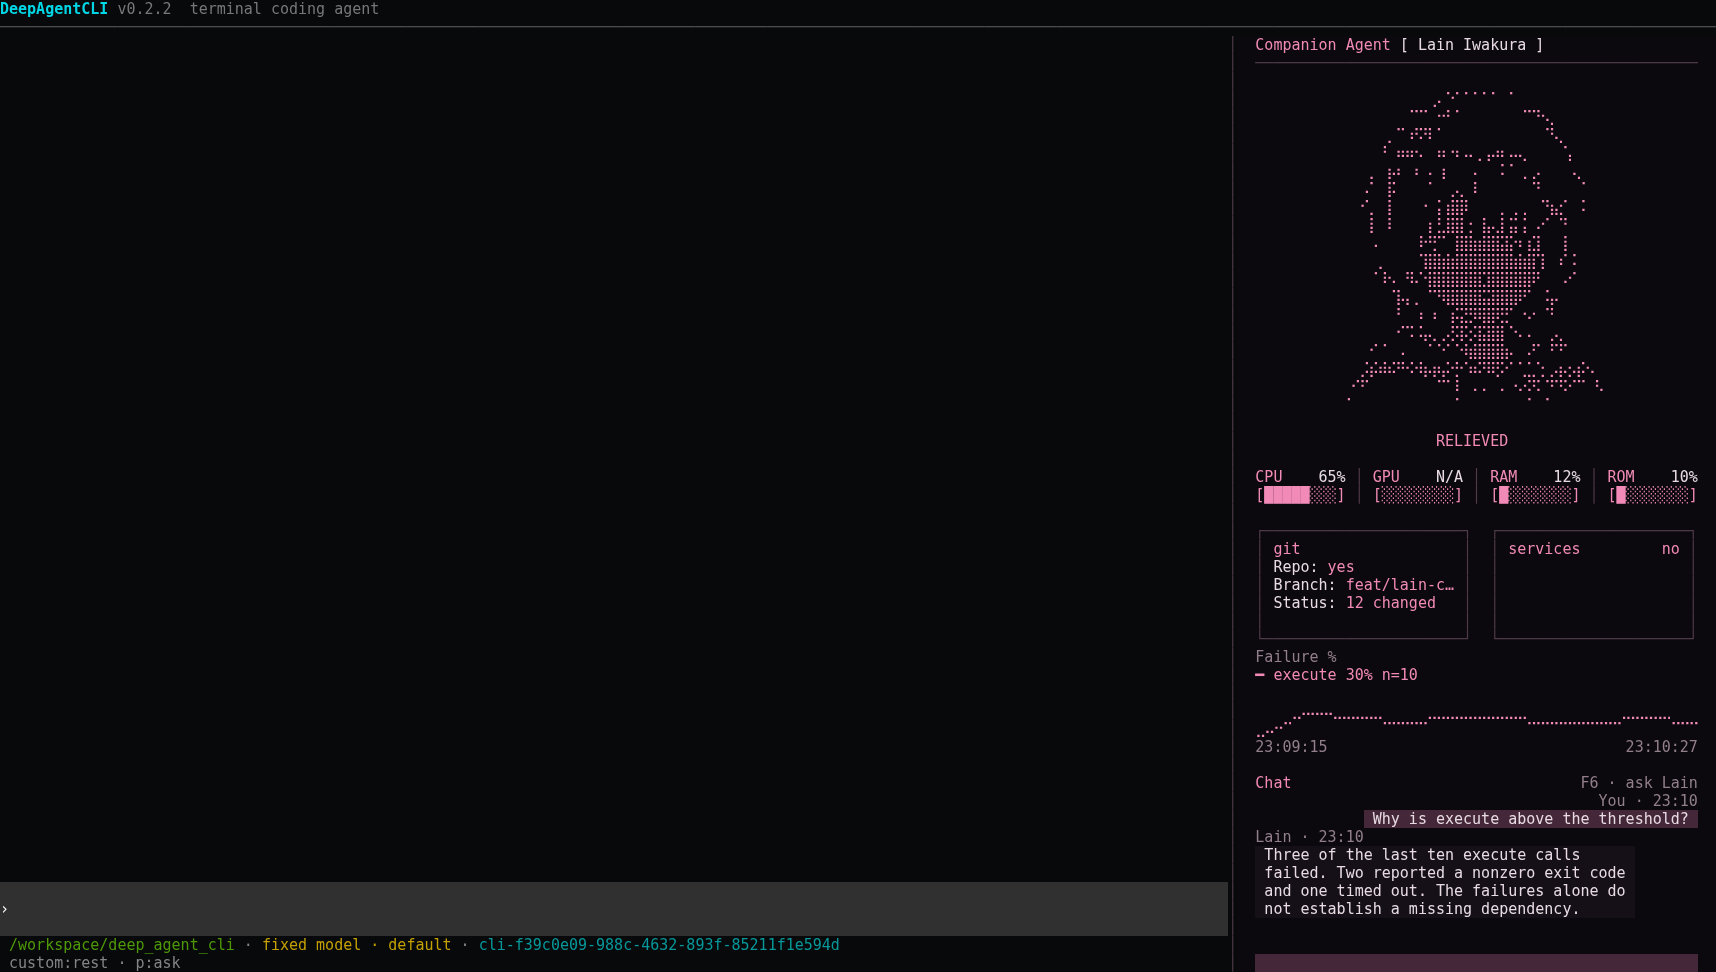 DeepAgentCLI v0.2.2  terminal coding agent
Companion Agent [ Lain Iwakura ]
RELIEVED
CPU 65% │ GPU N/A │ RAM 12% │ ROM 10%
[█████░░░] │ [░░░░░░░░] │ [█░░░░░░░] │ [█░░░░░░░]
git
Repo: yes
Branch: feat/lain-c…
Status: 12 changed
services no
Failure %
━ execute 30% n=10
23:09:15 23:10:27
Chat F6 · ask Lain
You · 23:10
Why is execute above the threshold?
Lain · 23:10
Three of the last ten execute calls
failed. Two reported a nonzero exit code
and one timed out. The failures alone do
not establish a missing dependency.
›
/workspace/deep_agent_cli · fixed model · default · cli-f39c0e09-988c-4632-893f-85211f1e594d
custom:rest · p:ask